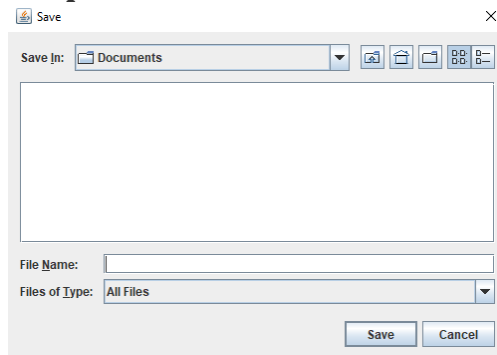 Save
Save In: Documents
File Name:
Files of Type: All Files
Save Cancel